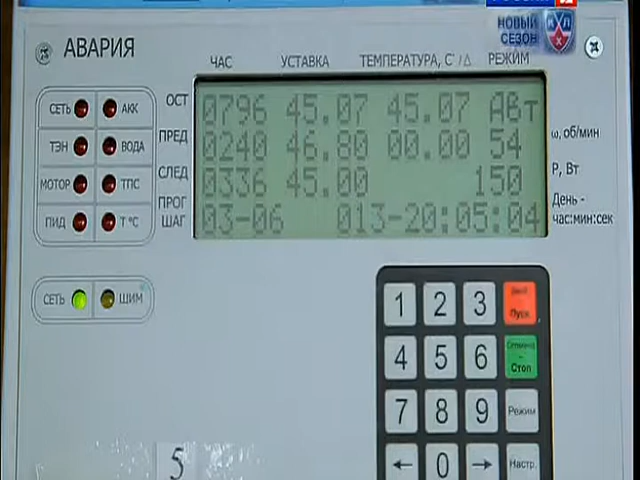 НОВЫЙ
СЕЗОН
КХЛ
АВАРИЯ
ЧАС УСТАВКА ТЕМПЕРАТУРА, С°/Δ РЕЖИМ
СЕТЬ АКК
ТЭН ВОДА
МОТОР ТПС
ПИД Т °С
ОСТ 0796 45.07 45.07 Авт
ПРЕД 0240 46.80 00.00 54 ω, об/мин
СЛЕД 0336 45.00 150 Р, Вт
ПРОГ
ШАГ 03-06 013-20:05:04 День -
час:мин:сек
СЕТЬ ШИМ
1 2 3 Пуск
4 5 6 Стоп
7 8 9 Режим
← 0 → Настр.
5